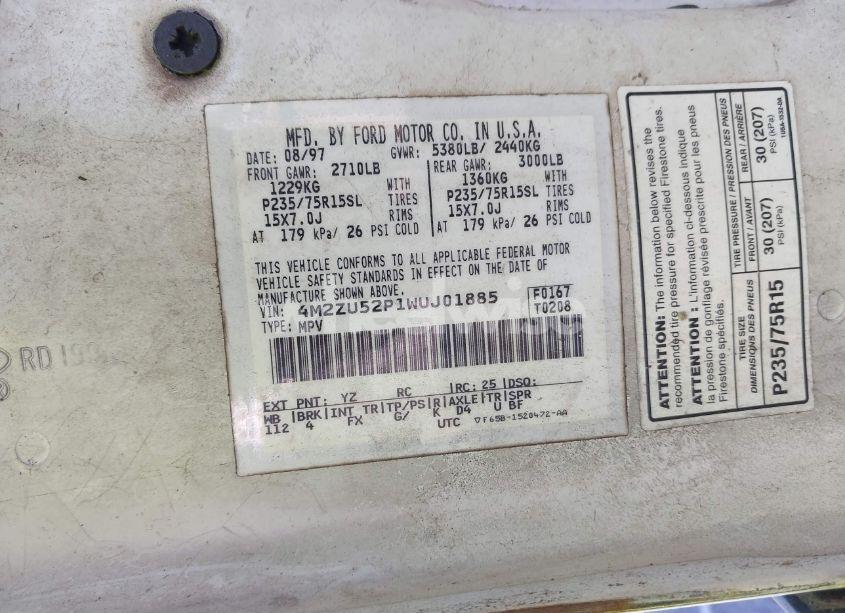 MFD. BY FORD MOTOR CO. IN U.S.A.
DATE: 08/97 GVWR: 5380LB/ 2440KG
FRONT GAWR: 2710LB REAR GAWR: 3000LB
1229KG WITH 1360KG WITH
P235/75R15SL TIRES P235/75R15SL TIRES
15X7.0J RIMS 15X7.0J RIMS
AT 179 kPa/ 26 PSI COLD AT 179 kPa/ 26 PSI COLD
THIS VEHICLE CONFORMS TO ALL APPLICABLE FEDERAL MOTOR
VEHICLE SAFETY STANDARDS IN EFFECT ON THE DATE OF
MANUFACTURE SHOWN ABOVE.
VIN: 4M2ZU52P1WUJ01885 F0167
TYPE: MPV T0208
EXT PNT: YZ RC: 25 DSO:
WB BRK INT TR TP/PS R AXLE TR SPR
112 4 FX G/ K D4 U BF
UTC ▽F65B-1520472-AA
RD
ATTENTION: The information below revises the
recommended tire pressure for specified Firestone tires.
ATTENTION : L'information ci-dessous indique
la pression de gonflage révisée prescrite pour les pneus
Firestone specifiés.
TIRE SIZE
DIMENSIONS DES PNEUS
TIRE PRESSURE / PRESSION DES PNEUS
FRONT / AVANT
REAR / ARRIÈRE
P235/75R15
30 (207)
PSI (kPa)
30 (207)
PSI (kPa)